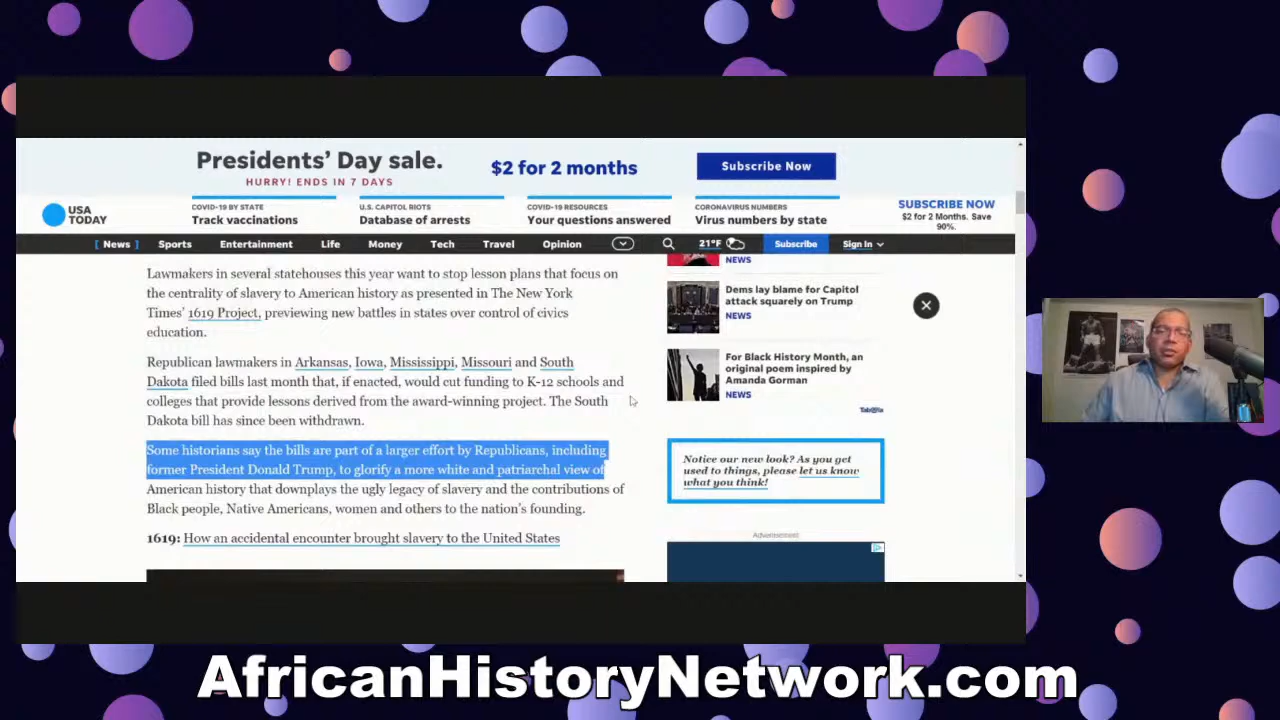 Presidents' Day sale.
HURRY! ENDS IN 7 DAYS
$2 for 2 months
Subscribe Now
USA
TODAY
COVID-19 BY STATE
Track vaccinations
U.S. CAPITOL RIOTS
Database of arrests
COVID-19 RESOURCES
Your questions answered
CORONAVIRUS NUMBERS
Virus numbers by state
SUBSCRIBE NOW
$2 for 2 Months. Save
90%.
[ News ] Sports Entertainment Life Money Tech Travel Opinion 21°F Subscribe Sign In
Lawmakers in several statehouses this year want to stop lesson plans that focus on
the centrality of slavery to American history as presented in The New York
Times' 1619 Project, previewing new battles in states over control of civics
education.
Republican lawmakers in Arkansas, Iowa, Mississippi, Missouri and South
Dakota filed bills last month that, if enacted, would cut funding to K-12 schools and
colleges that provide lessons derived from the award-winning project. The South
Dakota bill has since been withdrawn.
Some historians say the bills are part of a larger effort by Republicans, including
former President Donald Trump, to glorify a more white and patriarchal view of
American history that downplays the ugly legacy of slavery and the contributions of
Black people, Native Americans, women and others to the nation's founding.
1619: How an accidental encounter brought slavery to the United States
NEWS
Dems lay blame for Capitol
attack squarely on Trump
NEWS
For Black History Month, an
original poem inspired by
Amanda Gorman
NEWS
Taboola
Notice our new look? As you get
used to things, please let us know
what you think!
Advertisement
AfricanHistoryNetwork.com